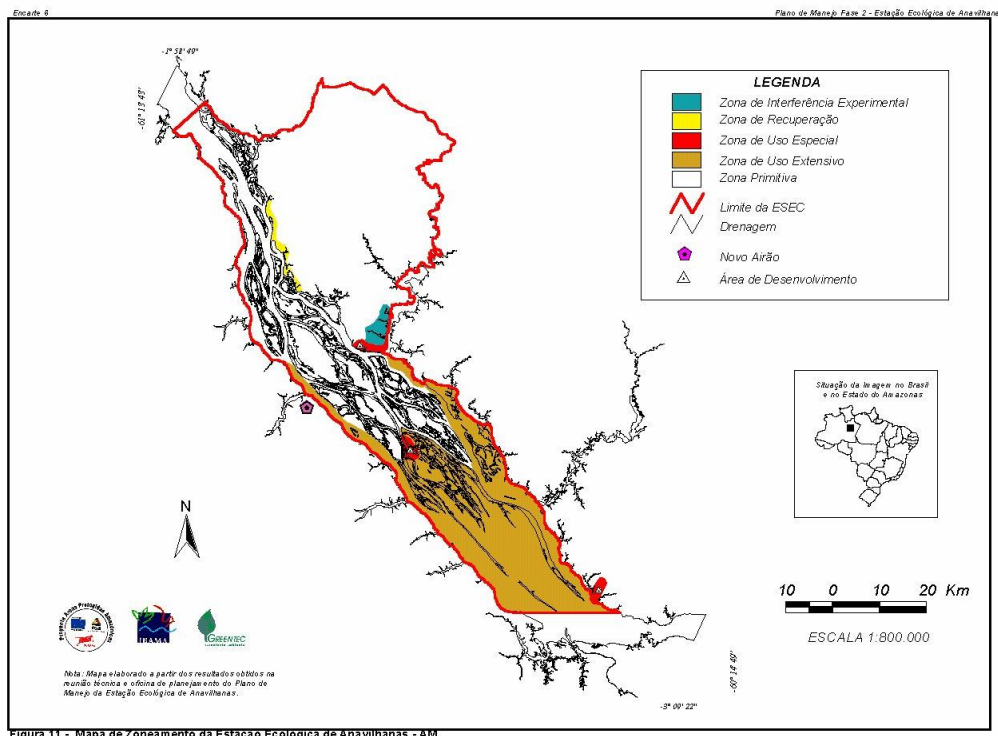 Encarte 6
Plano de Manejo Fase 2 - Estação Ecológica de Anavilhanas
-1° 58' 49"
-61° 13' 43"
LEGENDA
Zona de Interferência Experimental
Zona de Recuperação
Zona de Uso Especial
Zona de Uso Extensivo
Zona Primitiva
Limite da ESEC
Drenagem
Novo Airão
Área de Desenvolvimento
Situação da Imagem no Brasil
e no Estado do Amazonas
N
10 0 10 20 Km
ESCALA 1:800.000
IBAMA
GREENTEC
Nota: Mapa elaborado a partir dos resultados obtidos na
reunião técnica e oficina de planejamento do Plano de
Manejo da Estação Ecológica de Anavilhanas.
-60° 14' 49"
-3° 09' 22"
Figura 11 - Mapa de Zoneamento da Estação Ecológica de Anavilhanas - AM